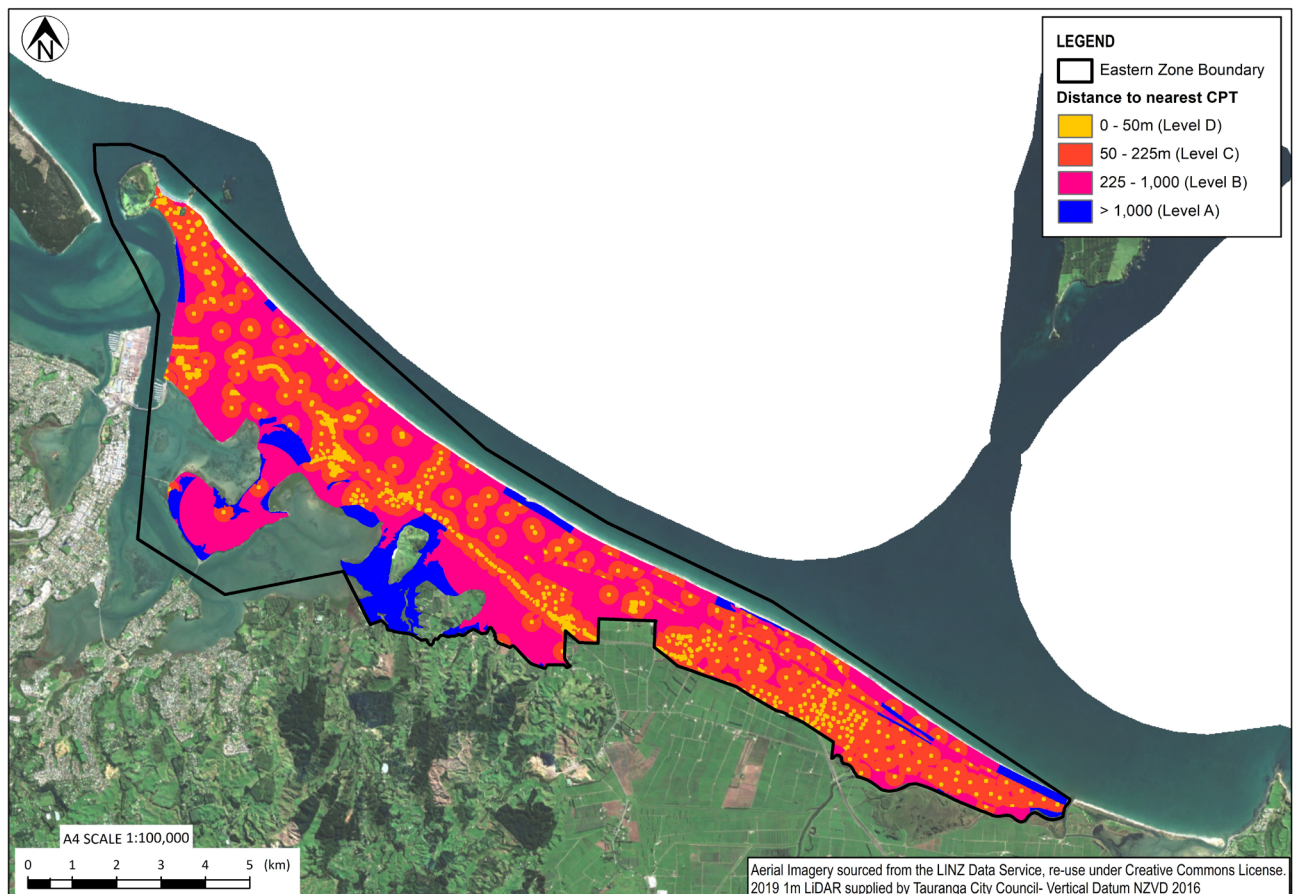 N
LEGEND
Eastern Zone Boundary
Distance to nearest CPT
0 - 50m (Level D)
50 - 225m (Level C)
225 - 1,000 (Level B)
> 1,000 (Level A)
A4 SCALE 1:100,000
0 1 2 3 4 5 (km)
Aerial Imagery sourced from the LINZ Data Service, re-use under Creative Commons License.
2019 1m LiDAR supplied by Tauranga City Council- Vertical Datum NZVD 2016